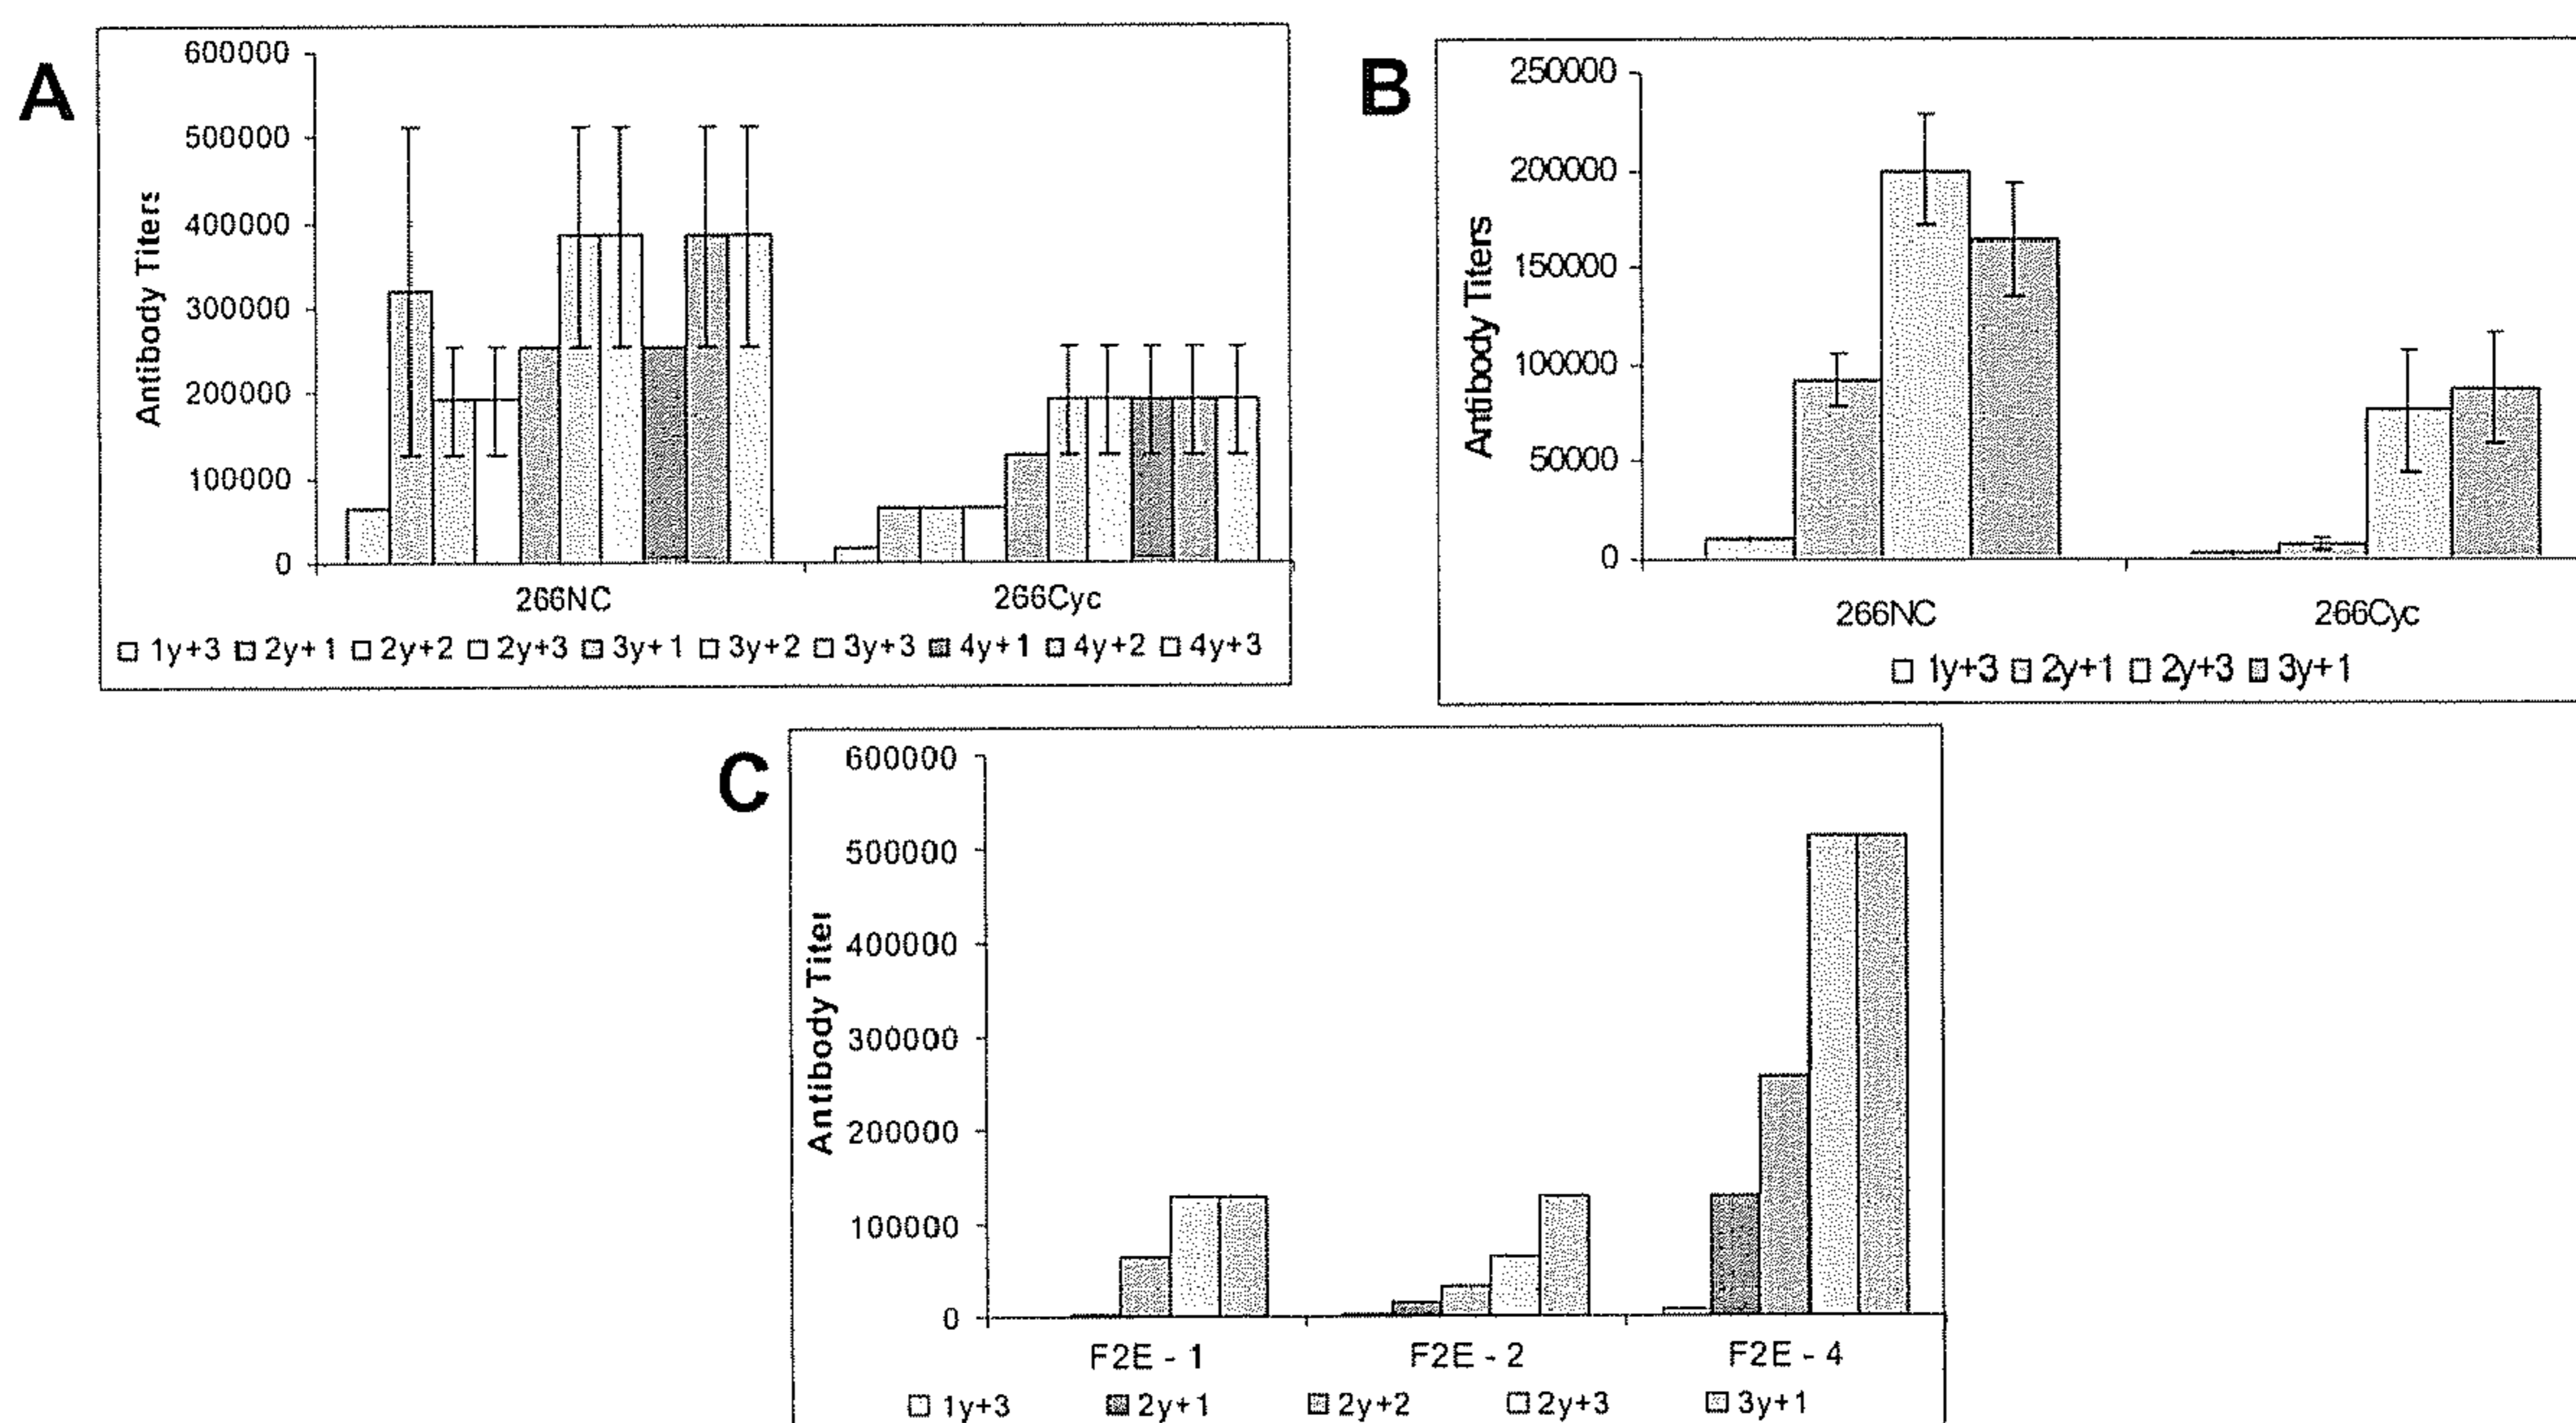 A
600000
500000
400000
300000
200000
100000
0
Antibody Titers
266NC 266Cyc
1y+3 2y+1 2y+2 2y+3 3y+1 3y+2 3y+3 4y+1 4y+2 4y+3
B
250000
200000
150000
100000
50000
0
Antibody Titers
266NC 266Cyc
1y+3 2y+1 2y+3 3y+1
C
600000
500000
400000
300000
200000
100000
0
Antibody Titer
F2E - 1 F2E - 2 F2E - 4
1y+3 2y+1 2y+2 2y+3 3y+1